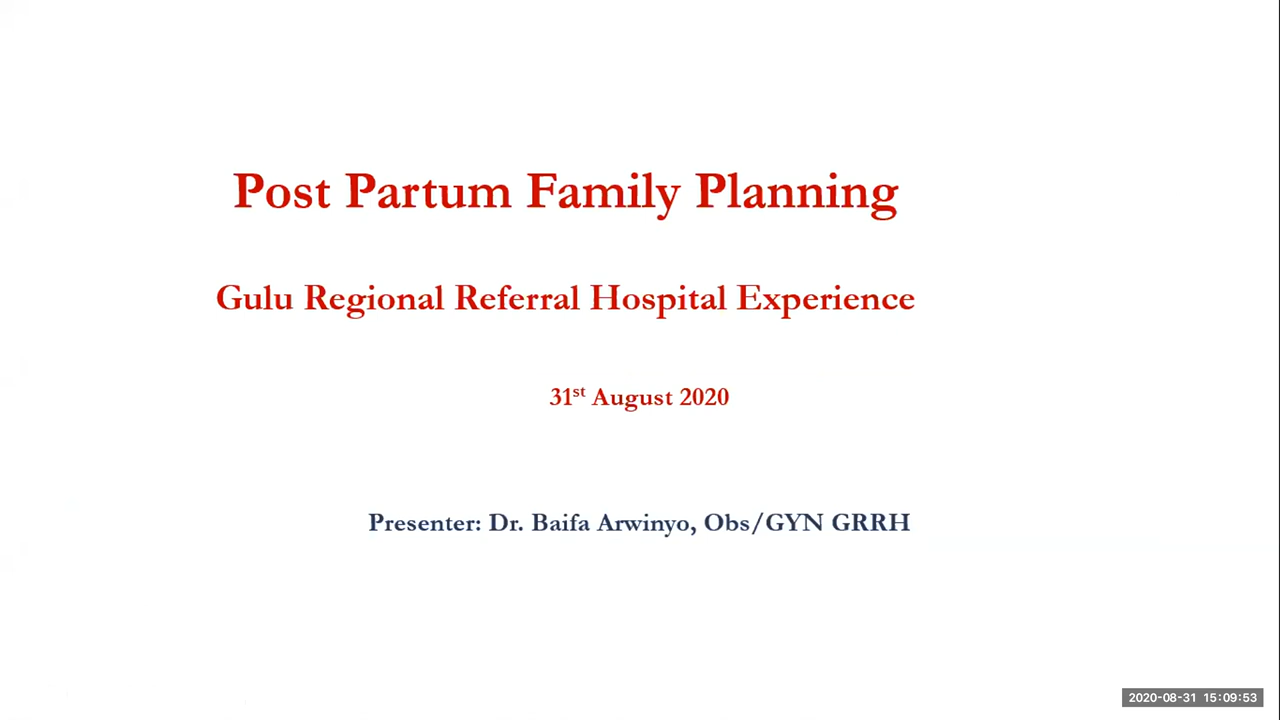 Post Partum Family Planning
Gulu Regional Referral Hospital Experience
31st August 2020
Presenter: Dr. Baifa Arwinyo, Obs/GYN GRRH
2020-08-31 15:09:53